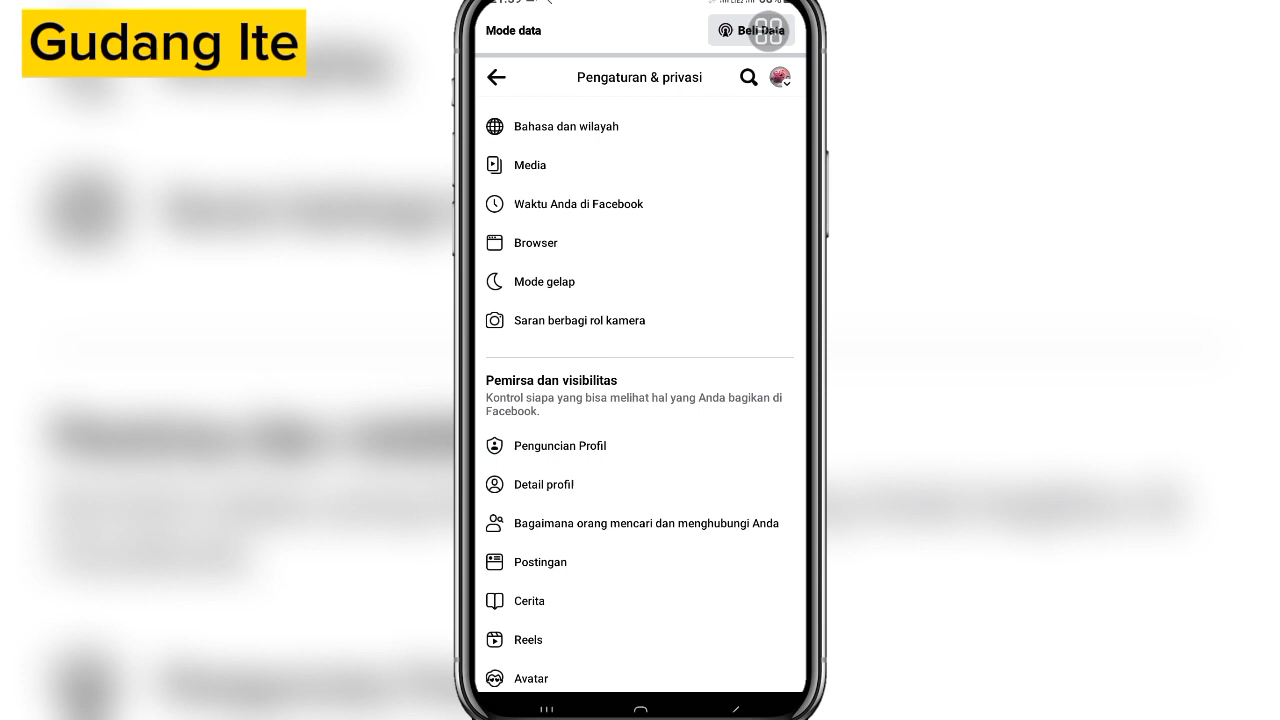 Gudang Ite
Mode data
Beli Data
Pengaturan & privasi
Bahasa dan wilayah
Media
Waktu Anda di Facebook
Browser
Mode gelap
Saran berbagi rol kamera
Pemirsa dan visibilitas
Kontrol siapa yang bisa melihat hal yang Anda bagikan di
Facebook.
Penguncian Profil
Detail profil
Bagaimana orang mencari dan menghubungi Anda
Postingan
Cerita
Reels
Avatar